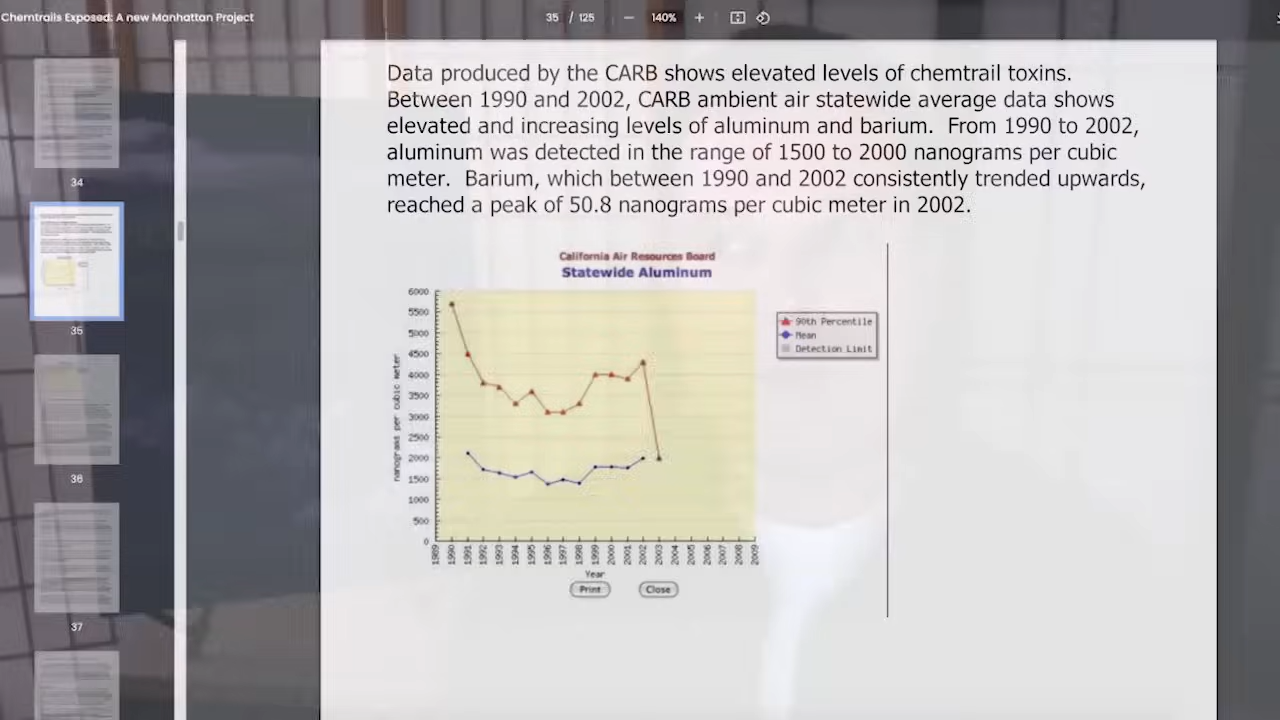 Chemtrails Exposed: A new Manhattan Project
35 / 125
140%
34
35
36
37
Data produced by the CARB shows elevated levels of chemtrail toxins.
Between 1990 and 2002, CARB ambient air statewide average data shows
elevated and increasing levels of aluminum and barium. From 1990 to 2002,
aluminum was detected in the range of 1500 to 2000 nanograms per cubic
meter. Barium, which between 1990 and 2002 consistently trended upwards,
reached a peak of 50.8 nanograms per cubic meter in 2002.
California Air Resources Board
Statewide Aluminum
nanograms per cubic meter
6000
5500
5000
4500
4000
3500
3000
2500
2000
1500
1000
500
0
1989 1990 1991 1992 1993 1994 1995 1996 1997 1998 1999 2000 2001 2002 2003 2004 2005 2006 2007 2008 2009
Year
90th Percentile
Mean
Detection Limit
Print Close